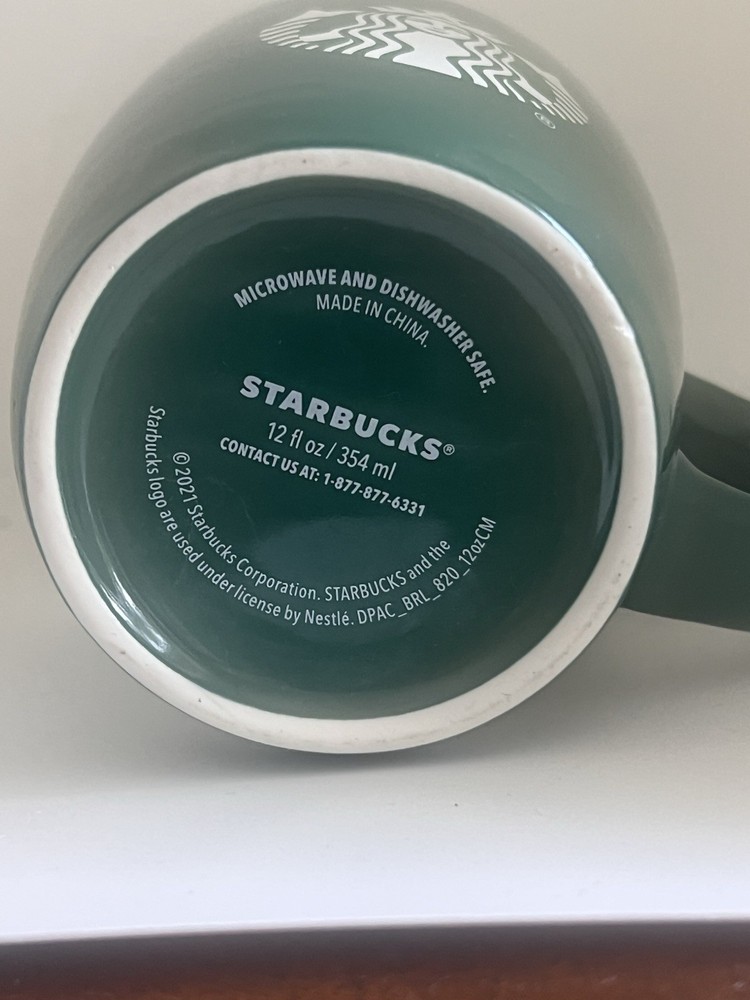 ®
MICROWAVE AND DISHWASHER SAFE.
MADE IN CHINA.
STARBUCKS®
12 fl oz / 354 ml
CONTACT US AT: 1-877-877-6331
©2021 Starbucks Corporation. STARBUCKS and the
Starbucks logo are used under license by Nestlé. DPAC_BRL_820_12ozCM